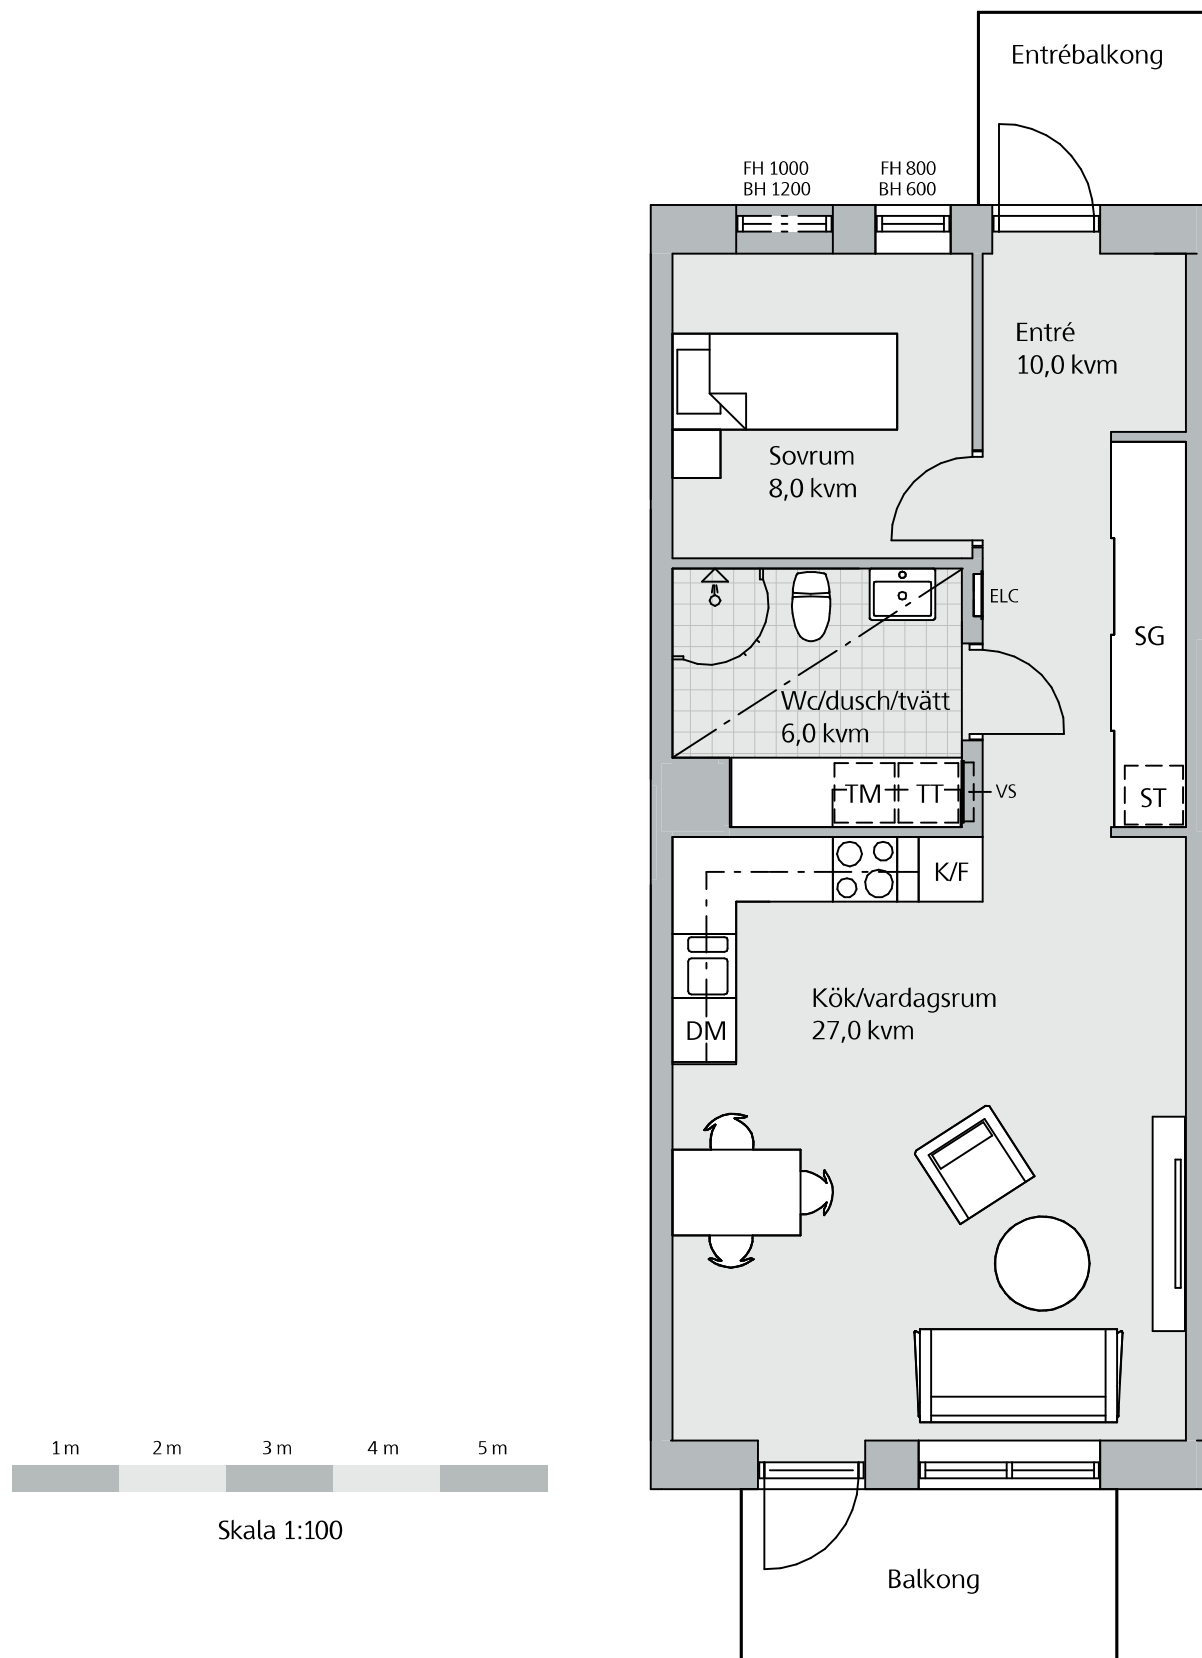 Entrébalkong
FH 1000
BH 1200
FH 800
BH 600
Entré
10,0 kvm
Sovrum
8,0 kvm
ELC
SG
Wc/dusch/tvätt
6,0 kvm
TM
TT
VS
ST
K/F
Kök/vardagsrum
27,0 kvm
DM
1 m 2 m 3 m 4 m 5 m
Skala 1:100
Balkong